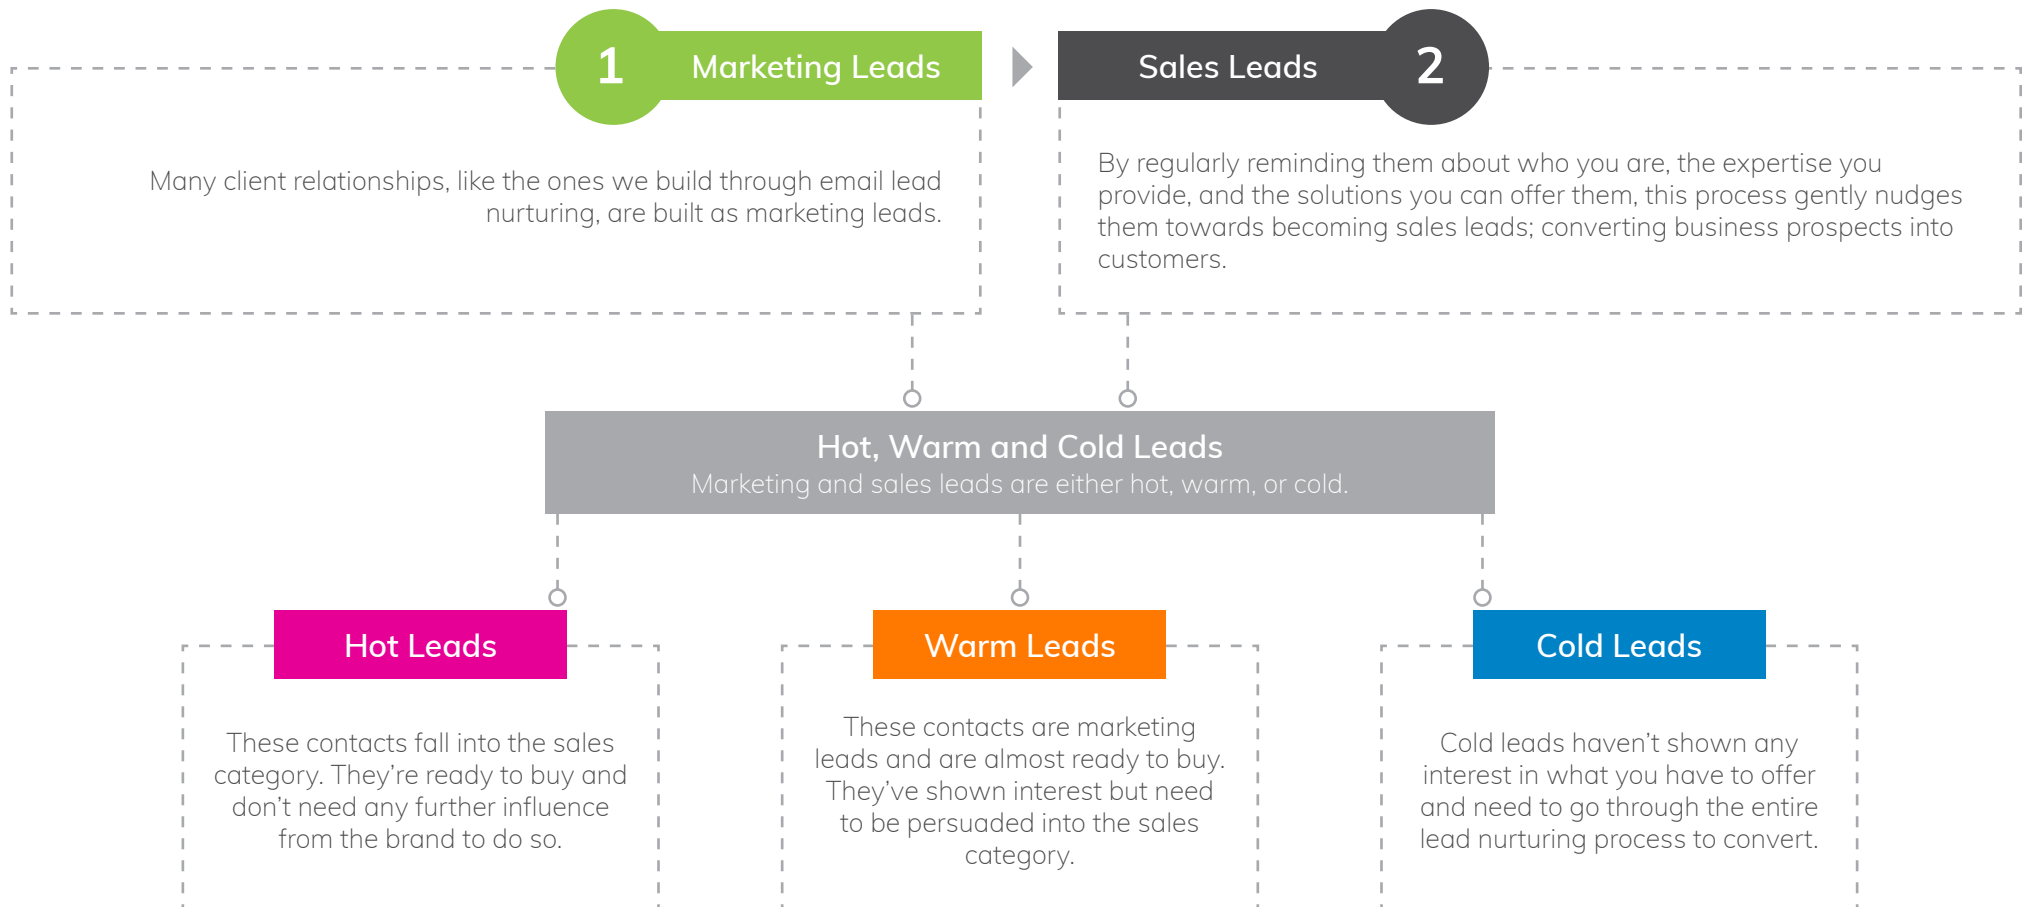 1 Marketing Leads
Many client relationships, like the ones we build through email lead
nurturing, are built as marketing leads.
Sales Leads 2
By regularly reminding them about who you are, the expertise you
provide, and the solutions you can offer them, this process gently nudges
them towards becoming sales leads; converting business prospects into
customers.
Hot, Warm and Cold Leads
Marketing and sales leads are either hot, warm, or cold.
Hot Leads
These contacts fall into the sales
category. They’re ready to buy and
don’t need any further influence
from the brand to do so.
Warm Leads
These contacts are marketing
leads and are almost ready to buy.
They’ve shown interest but need
to be persuaded into the sales
category.
Cold Leads
Cold leads haven’t shown any
interest in what you have to offer
and need to go through the entire
lead nurturing process to convert.